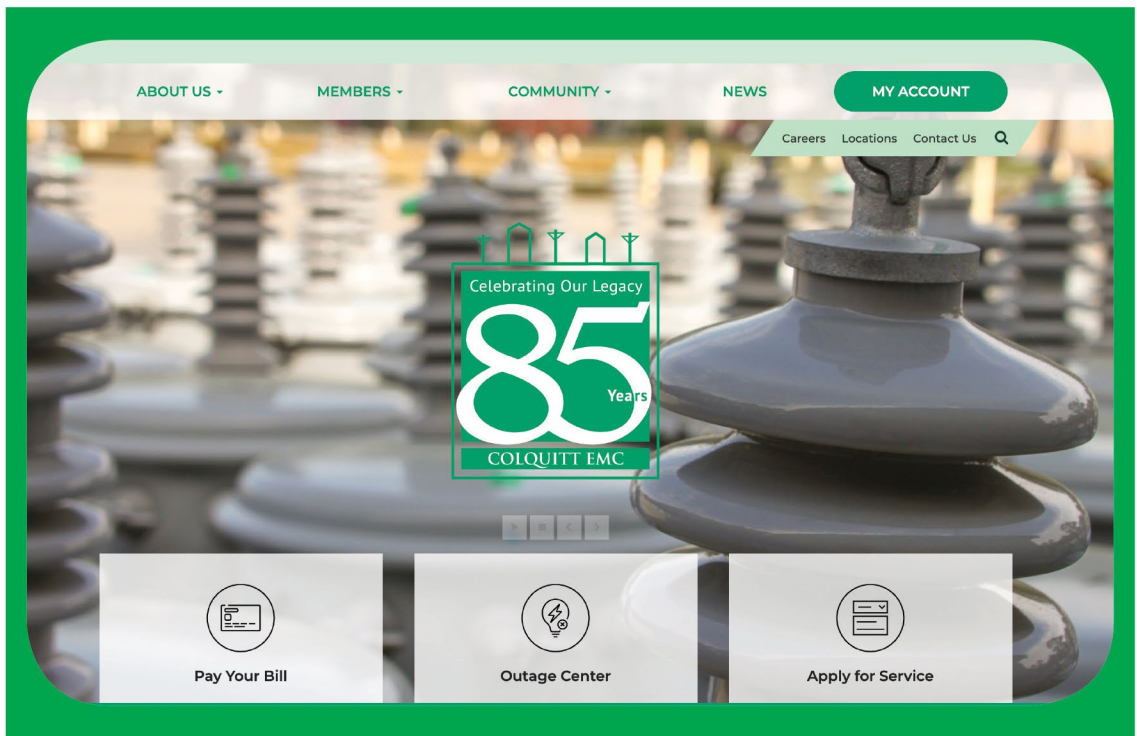 ABOUT US
MEMBERS
COMMUNITY
NEWS
MY ACCOUNT
Careers
Locations
Contact Us
Celebrating Our Legacy
85
Years
COLQUITT EMC
Pay Your Bill
Outage Center
Apply for Service